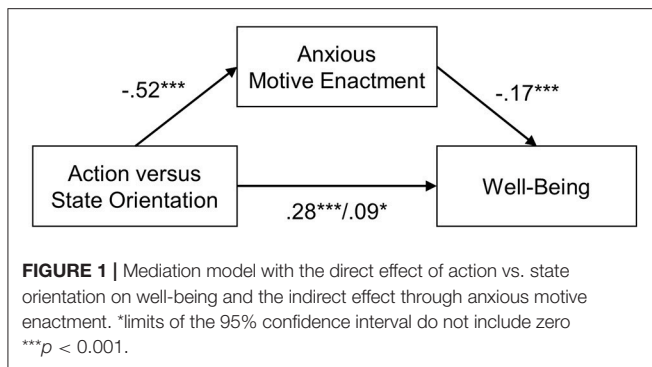 Anxious
Motive Enactment
-.52***
-.17***
Action versus
State Orientation
Well-Being
.28***/.09*
FIGURE 1 | Mediation model with the direct effect of action vs. state
orientation on well-being and the indirect effect through anxious motive
enactment. *limits of the 95% confidence interval do not include zero
***p < 0.001.